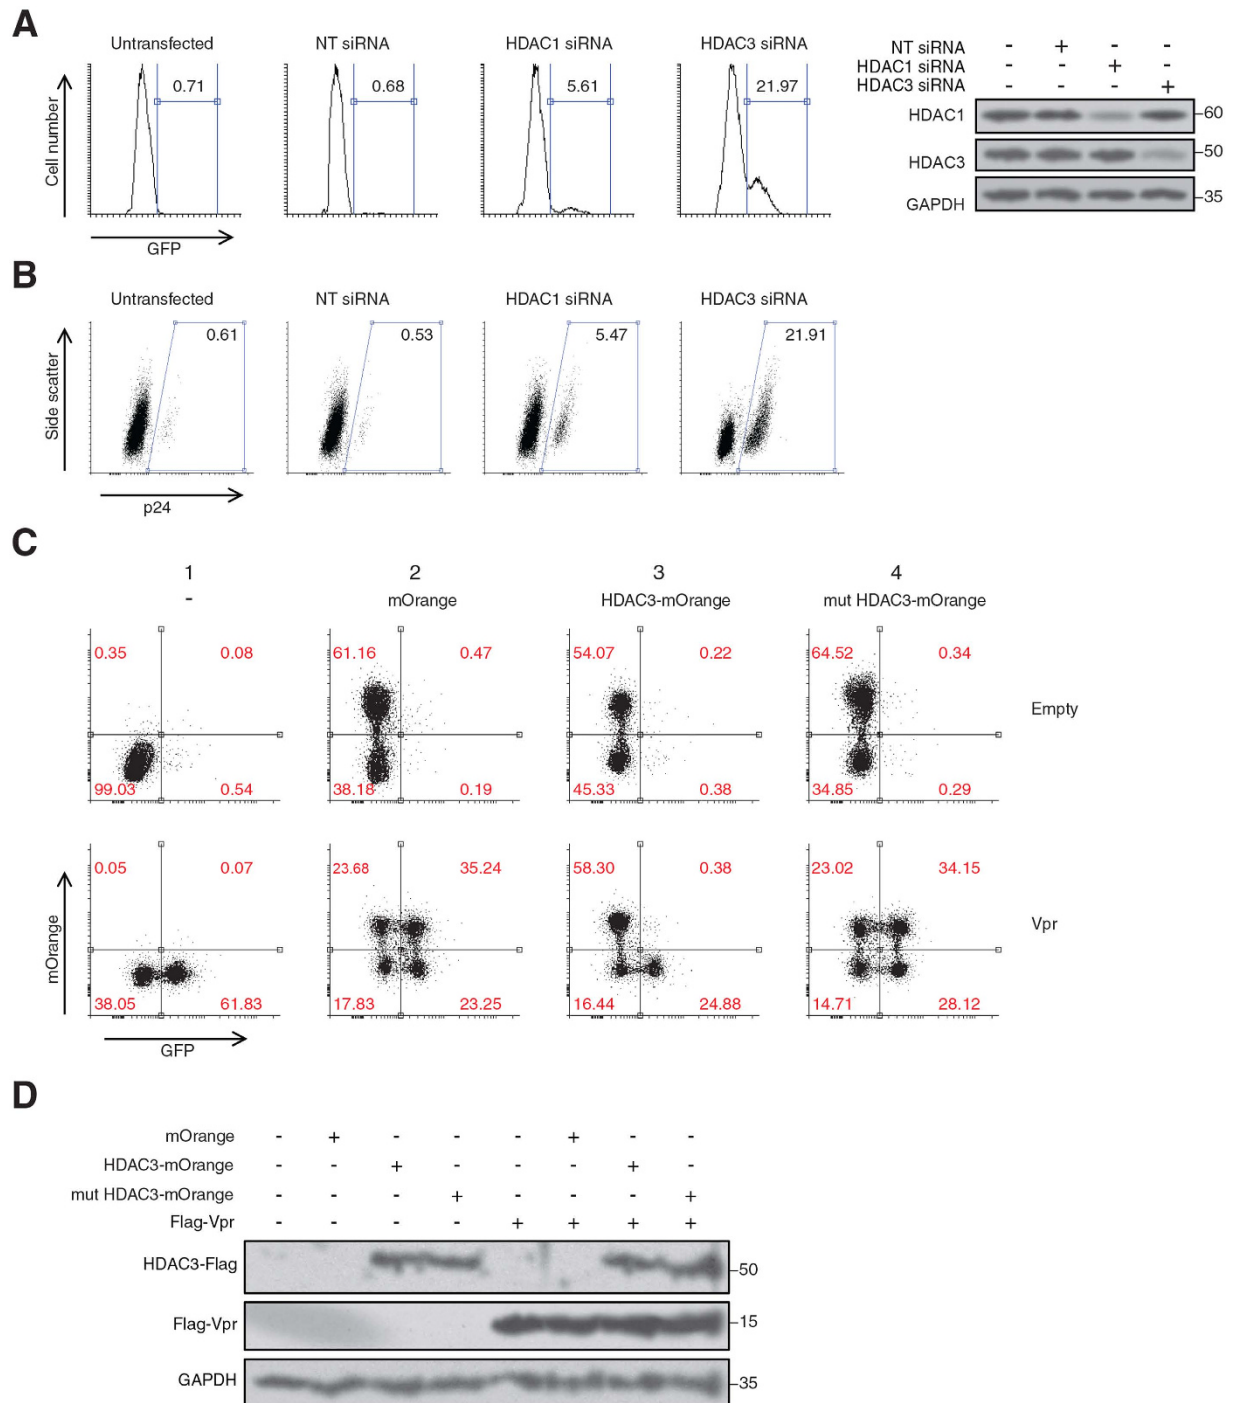 A
Untransfected NT siRNA HDAC1 siRNA HDAC3 siRNA
0.71 0.68 5.61 21.97
Cell number
GFP
NT siRNA - + - -
HDAC1 siRNA - - + -
HDAC3 siRNA - - - +
HDAC1 -60
HDAC3 -50
GAPDH -35
B
Untransfected NT siRNA HDAC1 siRNA HDAC3 siRNA
0.61 0.53 5.47 21.91
Side scatter
p24
C
1 2 3 4
- mOrange HDAC3-mOrange mut HDAC3-mOrange
0.35 0.08 61.16 0.47 54.07 0.22 64.52 0.34
Empty
99.03 0.54 38.18 0.19 45.33 0.38 34.85 0.29
0.05 0.07 23.68 35.24 58.30 0.38 23.02 34.15
Vpr
mOrange
38.05 61.83 17.83 23.25 16.44 24.88 14.71 28.12
GFP
D
mOrange - + - - - + - -
HDAC3-mOrange - - + - - - + -
mut HDAC3-mOrange - - - + - - - +
Flag-Vpr - - - - + + + +
HDAC3-Flag -50
Flag-Vpr -15
GAPDH -35